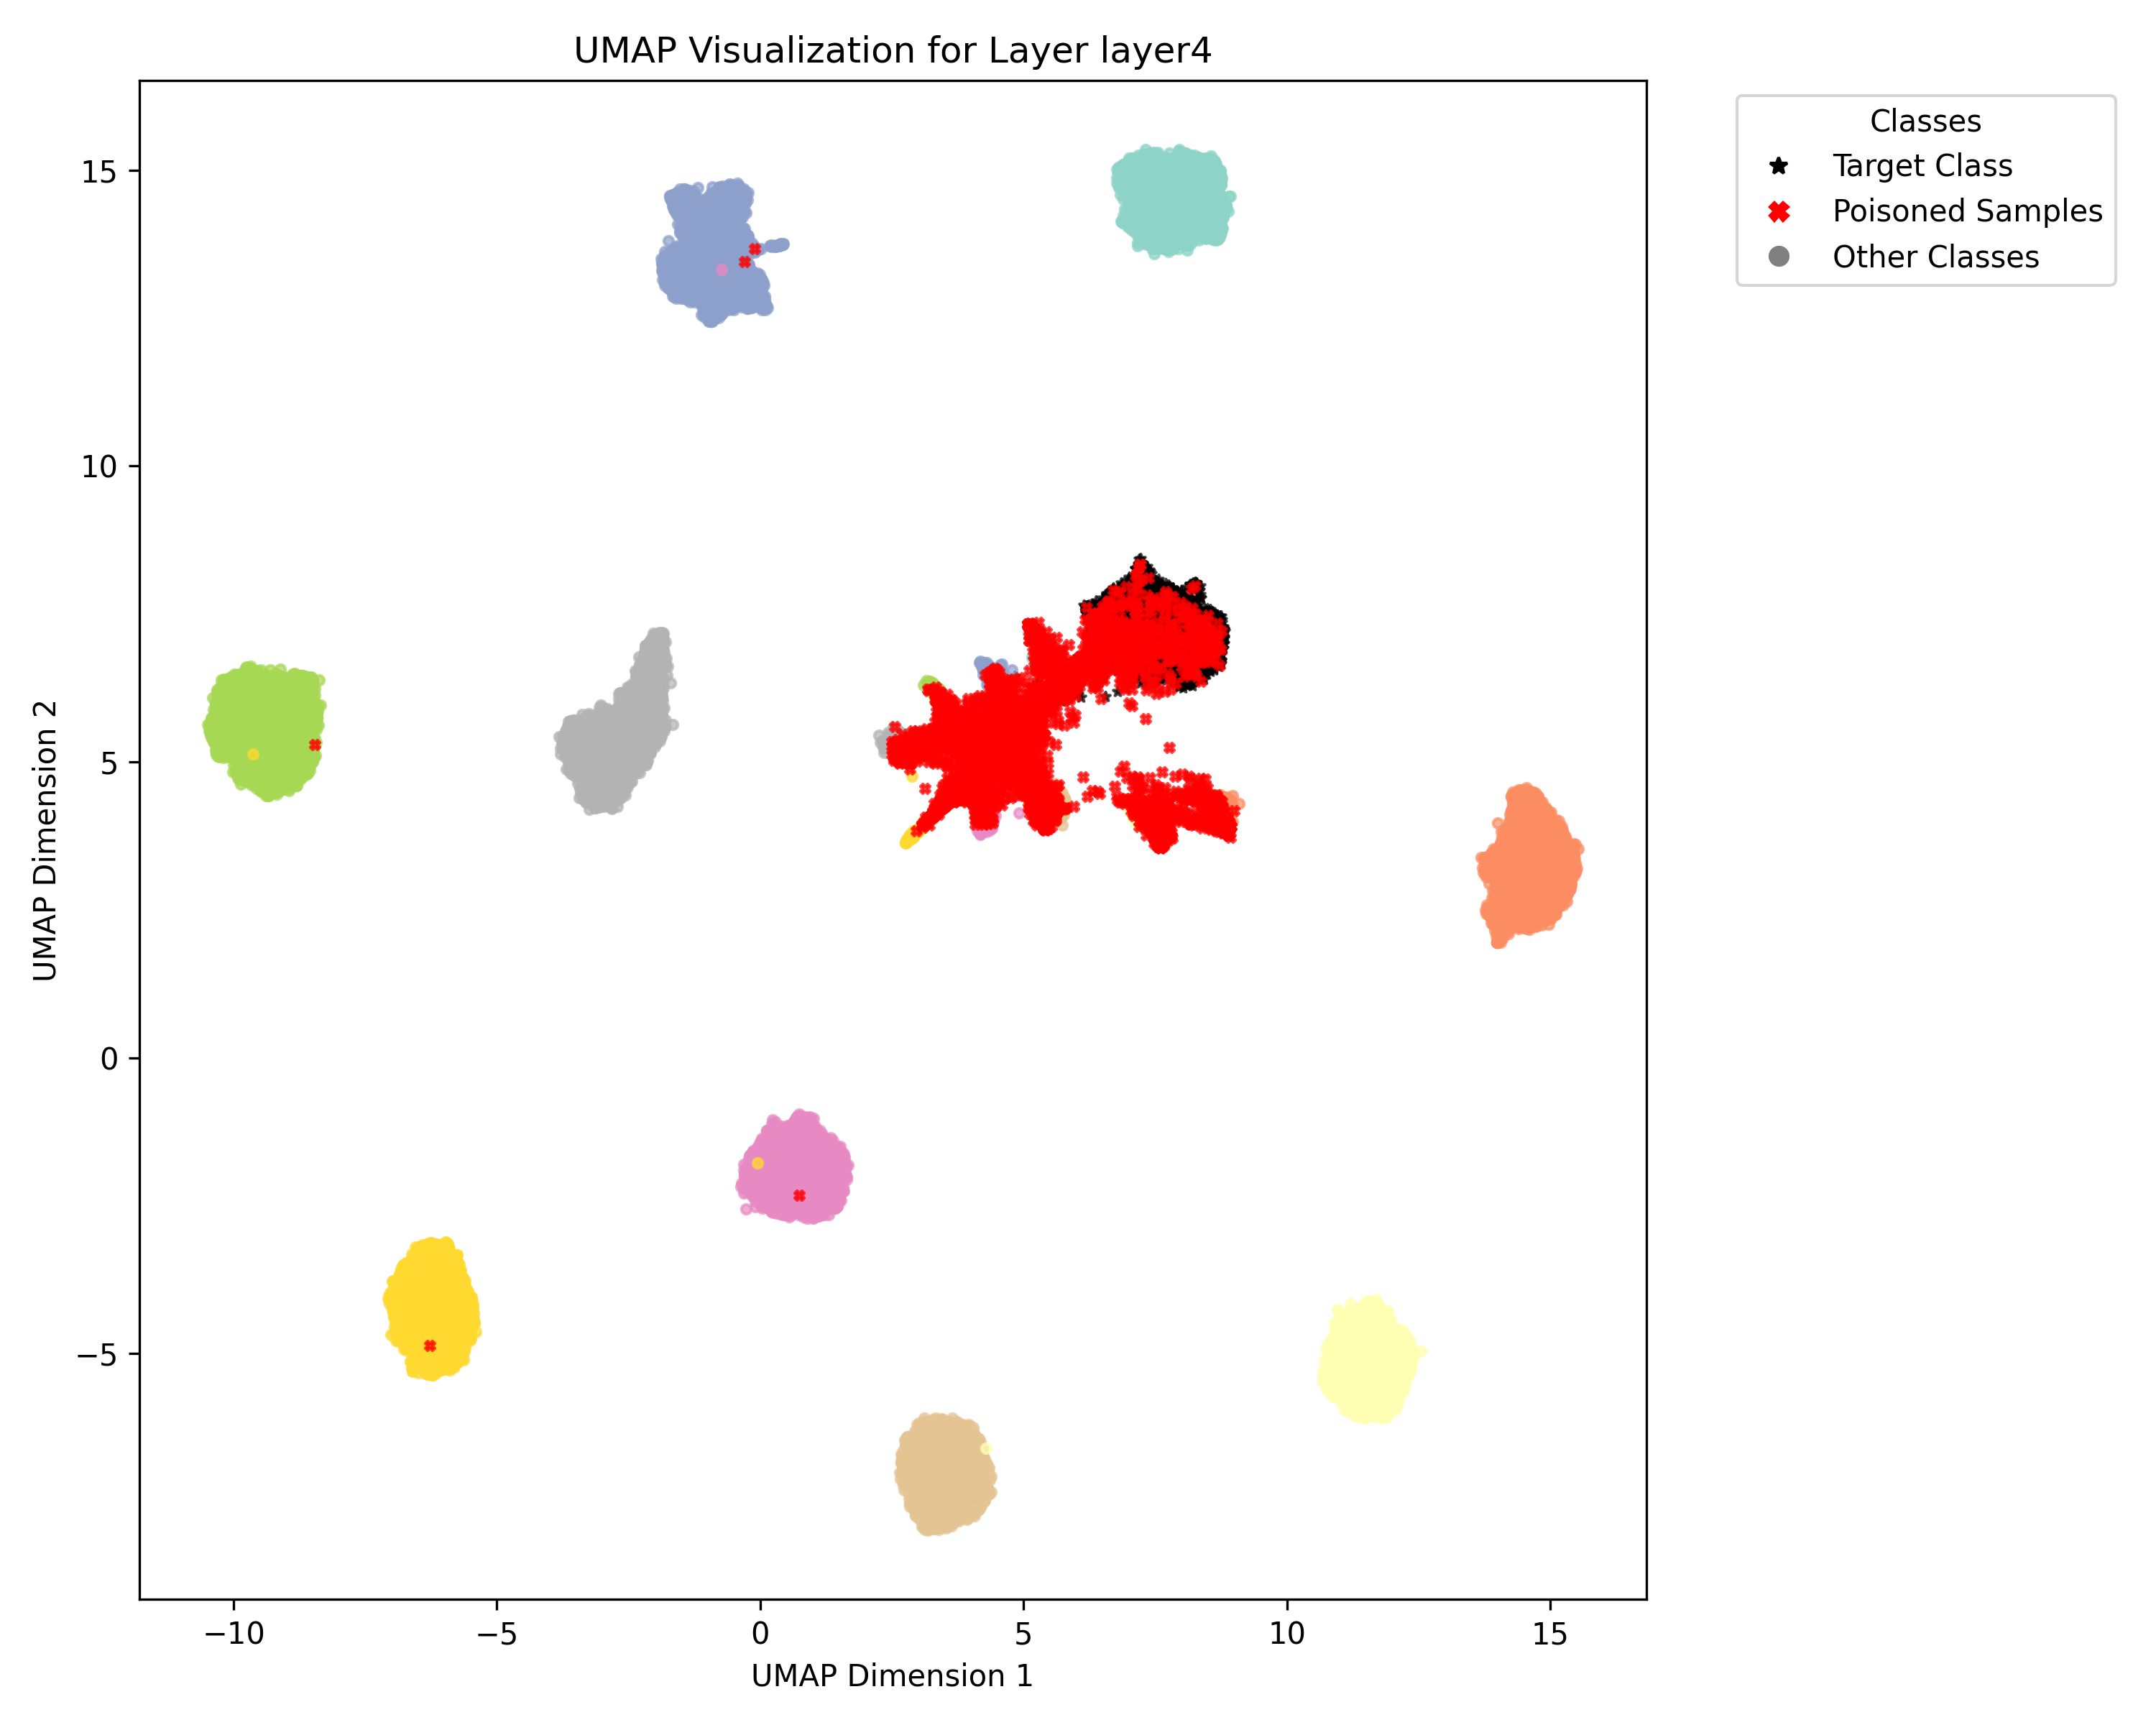 UMAP Visualization for Layer layer4
Classes
Target Class
Poisoned Samples
Other Classes
UMAP Dimension 2
15
10
5
0
−5
−10
−5
0
5
10
15
UMAP Dimension 1